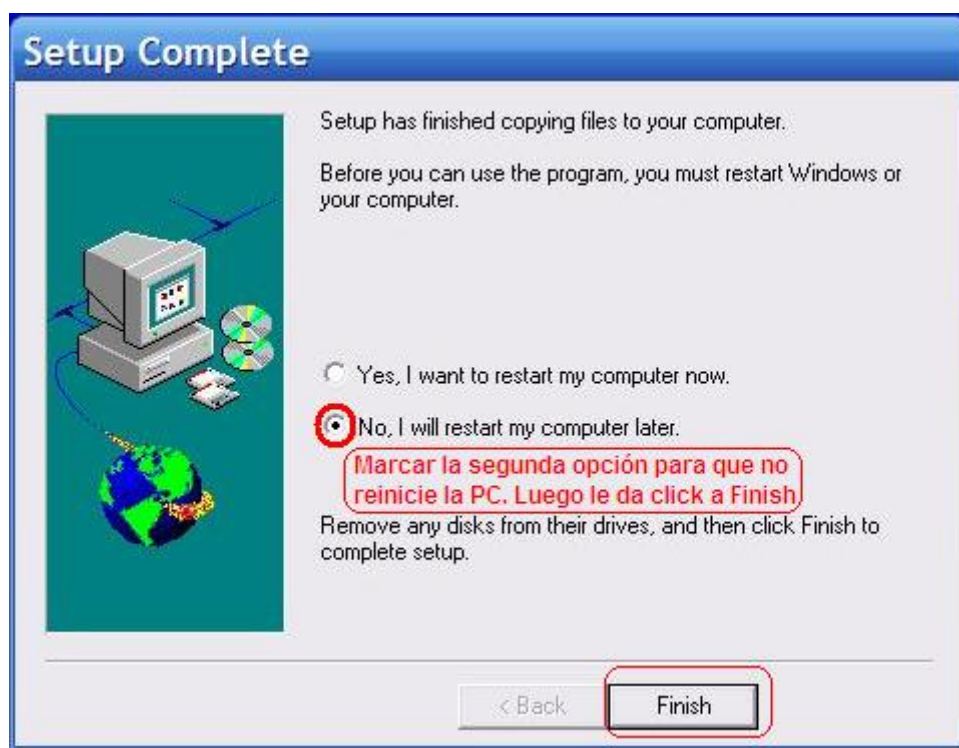 Setup Complete
Setup has finished copying files to your computer.
Before you can use the program, you must restart Windows or
your computer.
Yes, I want to restart my computer now.
No, I will restart my computer later.
Marcar la segunda opción para que no
reinicie la PC. Luego le da click a Finish
Remove any disks from their drives, and then click Finish to
complete setup.
< Back
Finish